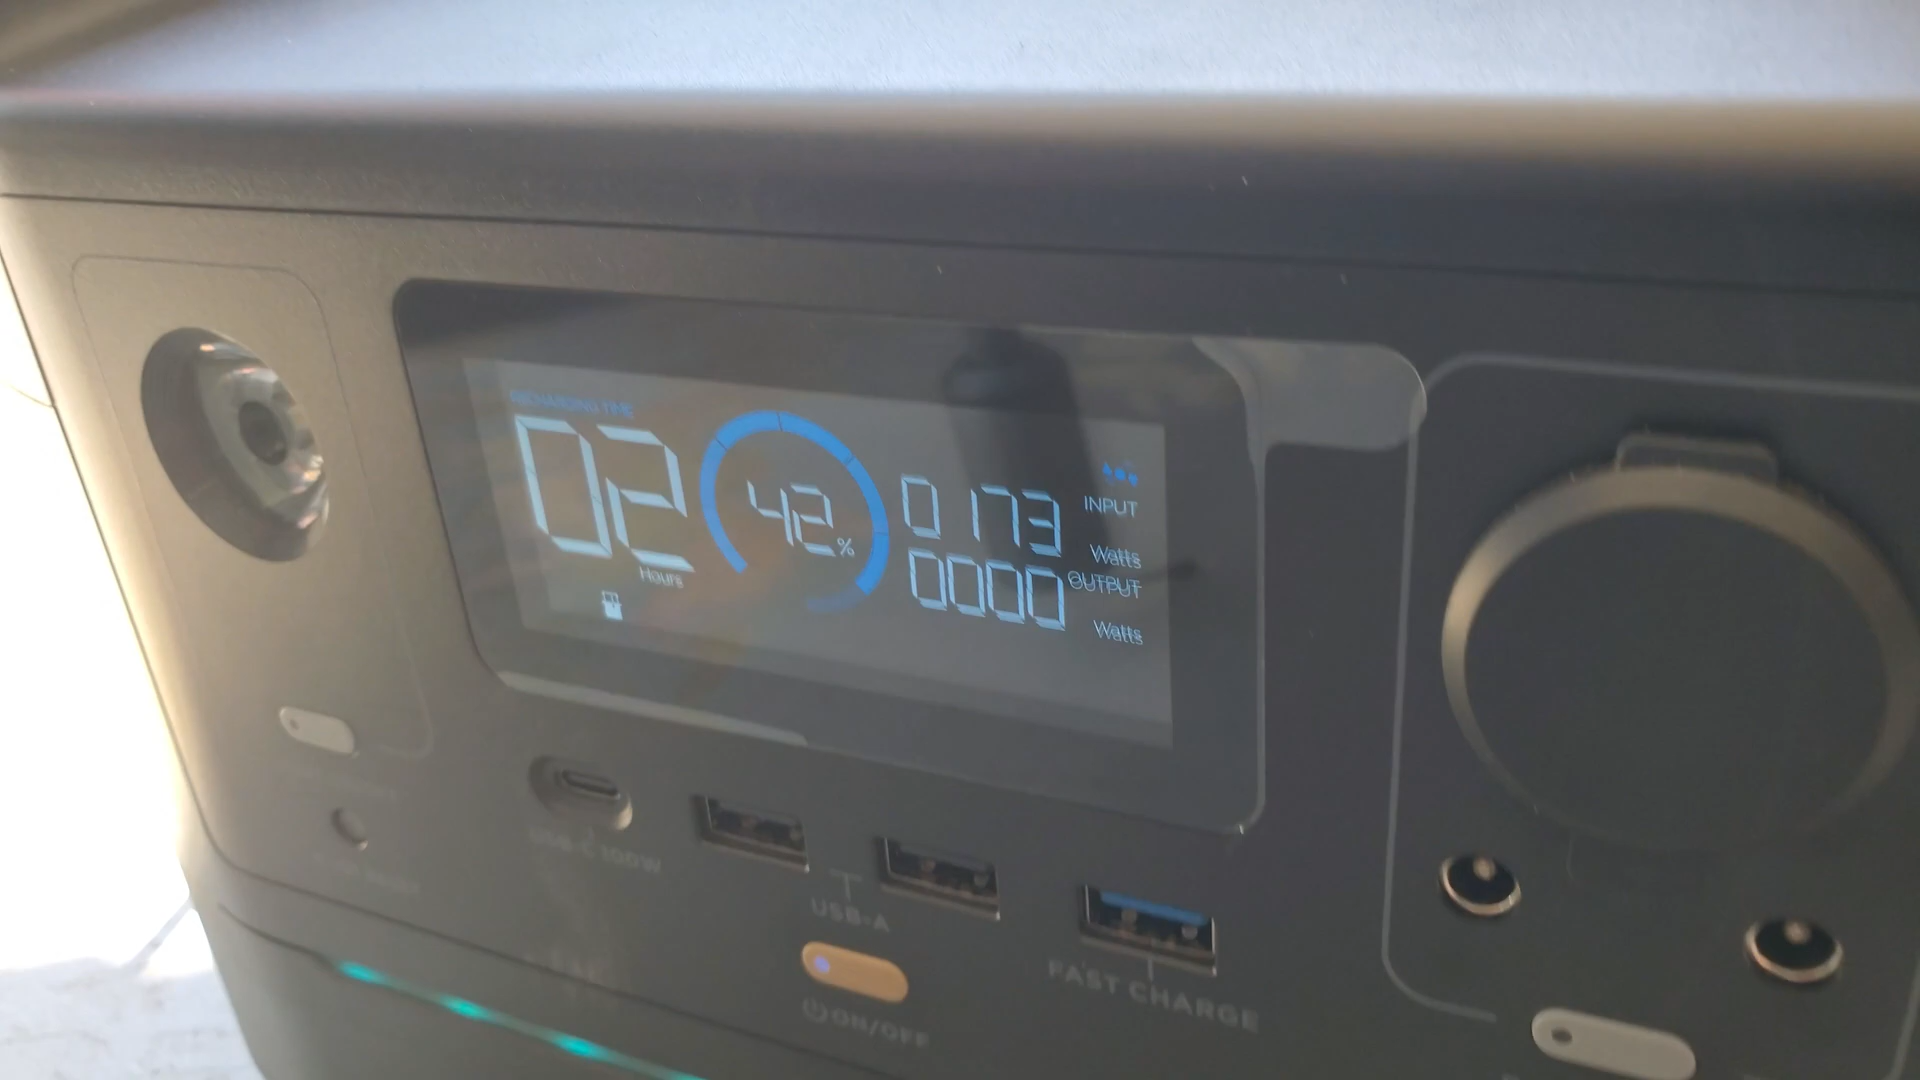 RECHARGING TIME
02
Hours
42
%
0173
INPUT
Watts
0000
OUTPUT
Watts
USB-C 100W
USB-A
FAST CHARGE
ON/OFF